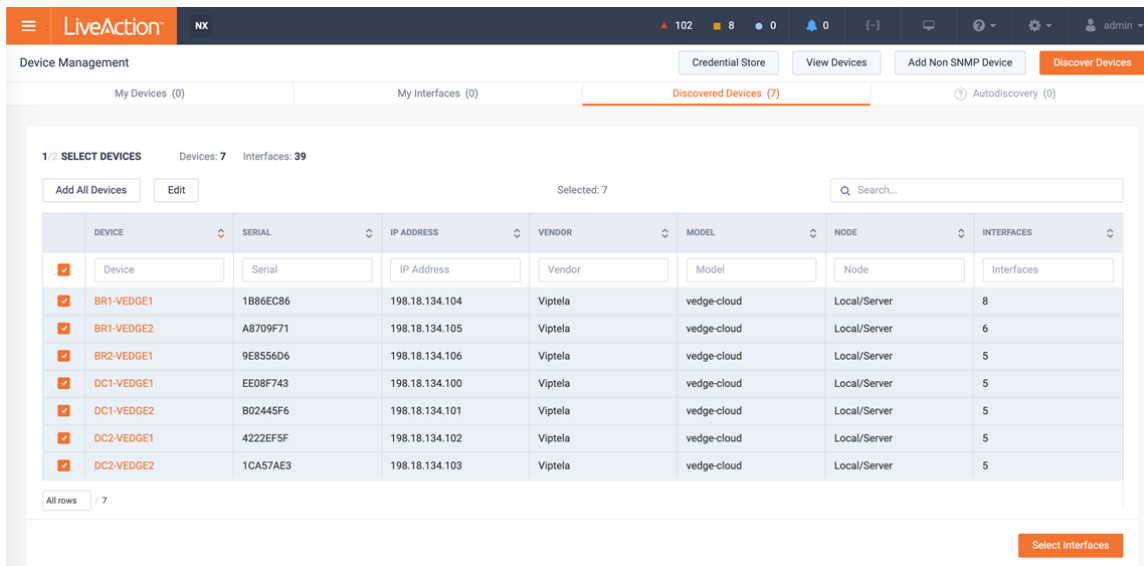 LiveAction NX 102 8 0 0 {-} admin
Device Management Credential Store View Devices Add Non SNMP Device Discover Devices
My Devices (0) My Interfaces (0) Discovered Devices (7) ? Autodiscovery (0)
1/2 SELECT DEVICES Devices: 7 Interfaces: 39
Add All Devices Edit Selected: 7 Search...
DEVICE SERIAL IP ADDRESS VENDOR MODEL NODE INTERFACES
Device Serial IP Address Vendor Model Node Interfaces
BR1-VEDGE1 1B86EC86 198.18.134.104 Viptela vedge-cloud Local/Server 8
BR1-VEDGE2 A8709F71 198.18.134.105 Viptela vedge-cloud Local/Server 6
BR2-VEDGE1 9E8556D6 198.18.134.106 Viptela vedge-cloud Local/Server 5
DC1-VEDGE1 EE08F743 198.18.134.100 Viptela vedge-cloud Local/Server 5
DC1-VEDGE2 B02445F6 198.18.134.101 Viptela vedge-cloud Local/Server 5
DC2-VEDGE1 4222EF5F 198.18.134.102 Viptela vedge-cloud Local/Server 5
DC2-VEDGE2 1CA57AE3 198.18.134.103 Viptela vedge-cloud Local/Server 5
All rows / 7
Select Interfaces